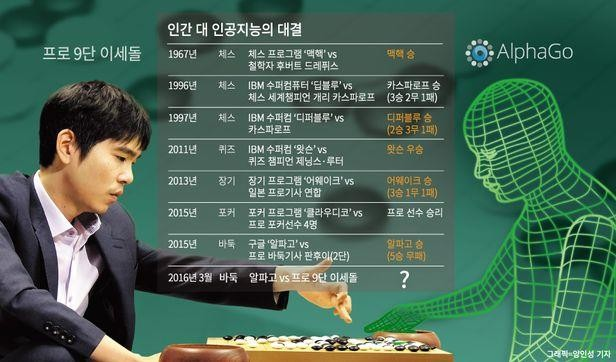 인간 대 인공지능의 대결
프로 9단 이세돌
AlphaGo
1967년 체스 체스 프로그램 '맥핵' vs 맥핵 승
철학자 후버트 드레퓌스
1996년 체스 IBM 수퍼컴퓨터 '딥블루' vs 카스파로프 승
체스 세계챔피언 개리 카스파로프 (3승 2무 1패)
1997년 체스 IBM 수퍼컴 '디퍼블루' vs 디퍼블루 승
카스파로프 (2승 3무 1패)
2011년 퀴즈 IBM 수퍼컴 '왓슨' vs 왓슨 우승
퀴즈 챔피언 제닝스·루터
2013년 장기 장기 프로그램 '어웨이크' vs 어웨이크 승
일본 프로기사 연합 (3승 1무 1패)
2015년 포커 포커 프로그램 '클라우디코' vs 프로 선수 승리
프로 포커선수 4명
2015년 바둑 구글 '알파고' vs 알파고 승
프로 바둑기사 판후이(2단) (5승 무패)
2016년 3월 바둑 알파고 vs 프로 9단 이세돌 ?
그래픽=양인성 기자